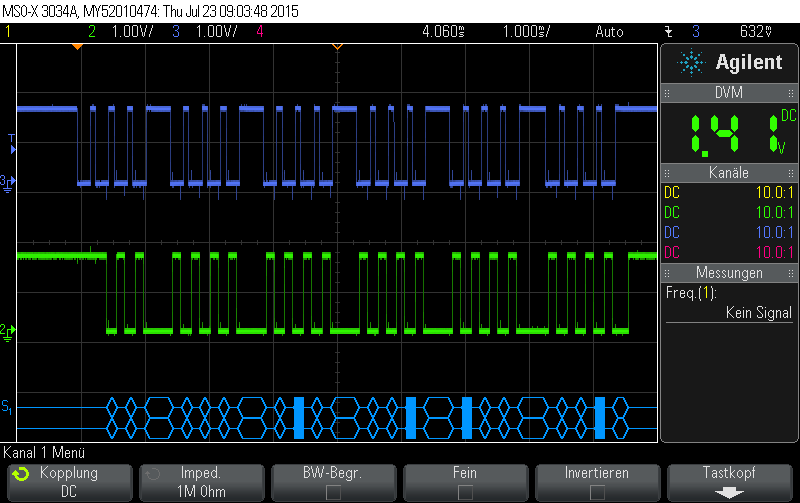 MSO-X 3034A, MY52010474: Thu Jul 23 09:03:48 2015
1 2 1.00V/ 3 1.00V/ 4 4.060s 1.000s/ Auto 3 632V
Agilent
DVM
DC
1.41 V
Kanäle
DC 10.0:1
DC 10.0:1
DC 10.0:1
DC 10.0:1
Messungen
Freq.(1):
Kein Signal
T
3
2
S1
Kanal 1 Menü
Kopplung Imped. BW-Begr. Fein Invertieren Tastkopf
DC 1M Ohm